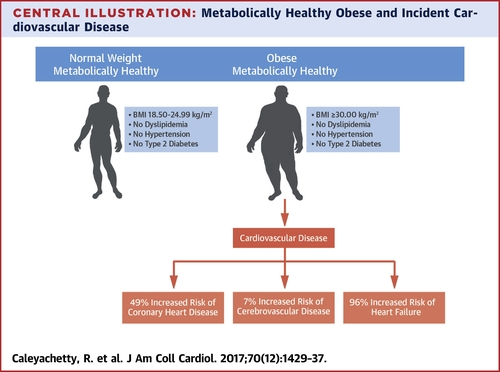 CENTRAL ILLUSTRATION: Metabolically Healthy Obese and Incident Car-
diovascular Disease
Normal Weight
Metabolically Healthy
Obese
Metabolically Healthy
• BMI 18.50-24.99 kg/m²
• No Dyslipidemia
• No Hypertension
• No Type 2 Diabetes
• BMI ≥30.00 kg/m²
• No Dyslipidemia
• No Hypertension
• No Type 2 Diabetes
Cardiovascular Disease
49% Increased Risk of
Coronary Heart Disease
7% Increased Risk of
Cerebrovascular Disease
96% Increased Risk of
Heart Failure
Caleyachetty, R. et al. J Am Coll Cardiol. 2017;70(12):1429-37.